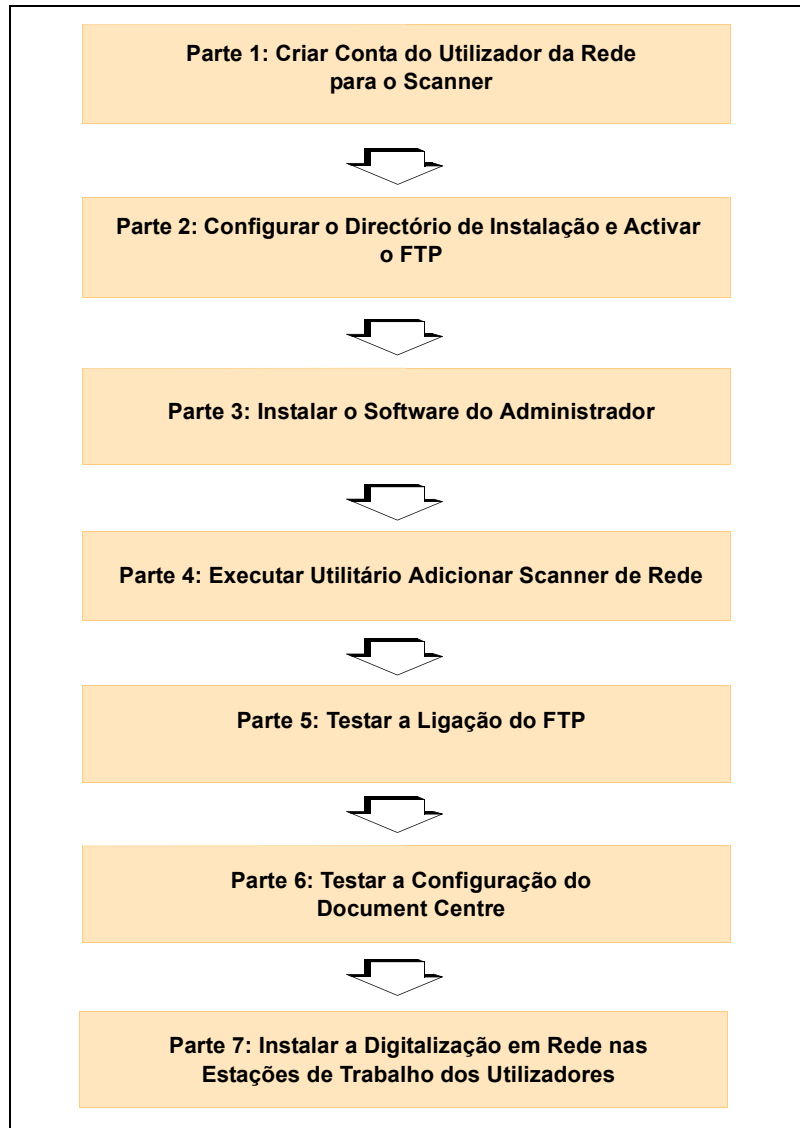 Parte 1: Criar Conta do Utilizador da Rede
para o Scanner
Parte 2: Configurar o Directório de Instalação e Activar
o FTP
Parte 3: Instalar o Software do Administrador
Parte 4: Executar Utilitário Adicionar Scanner de Rede
Parte 5: Testar a Ligação do FTP
Parte 6: Testar a Configuração do
Document Centre
Parte 7: Instalar a Digitalização em Rede nas
Estações de Trabalho dos Utilizadores